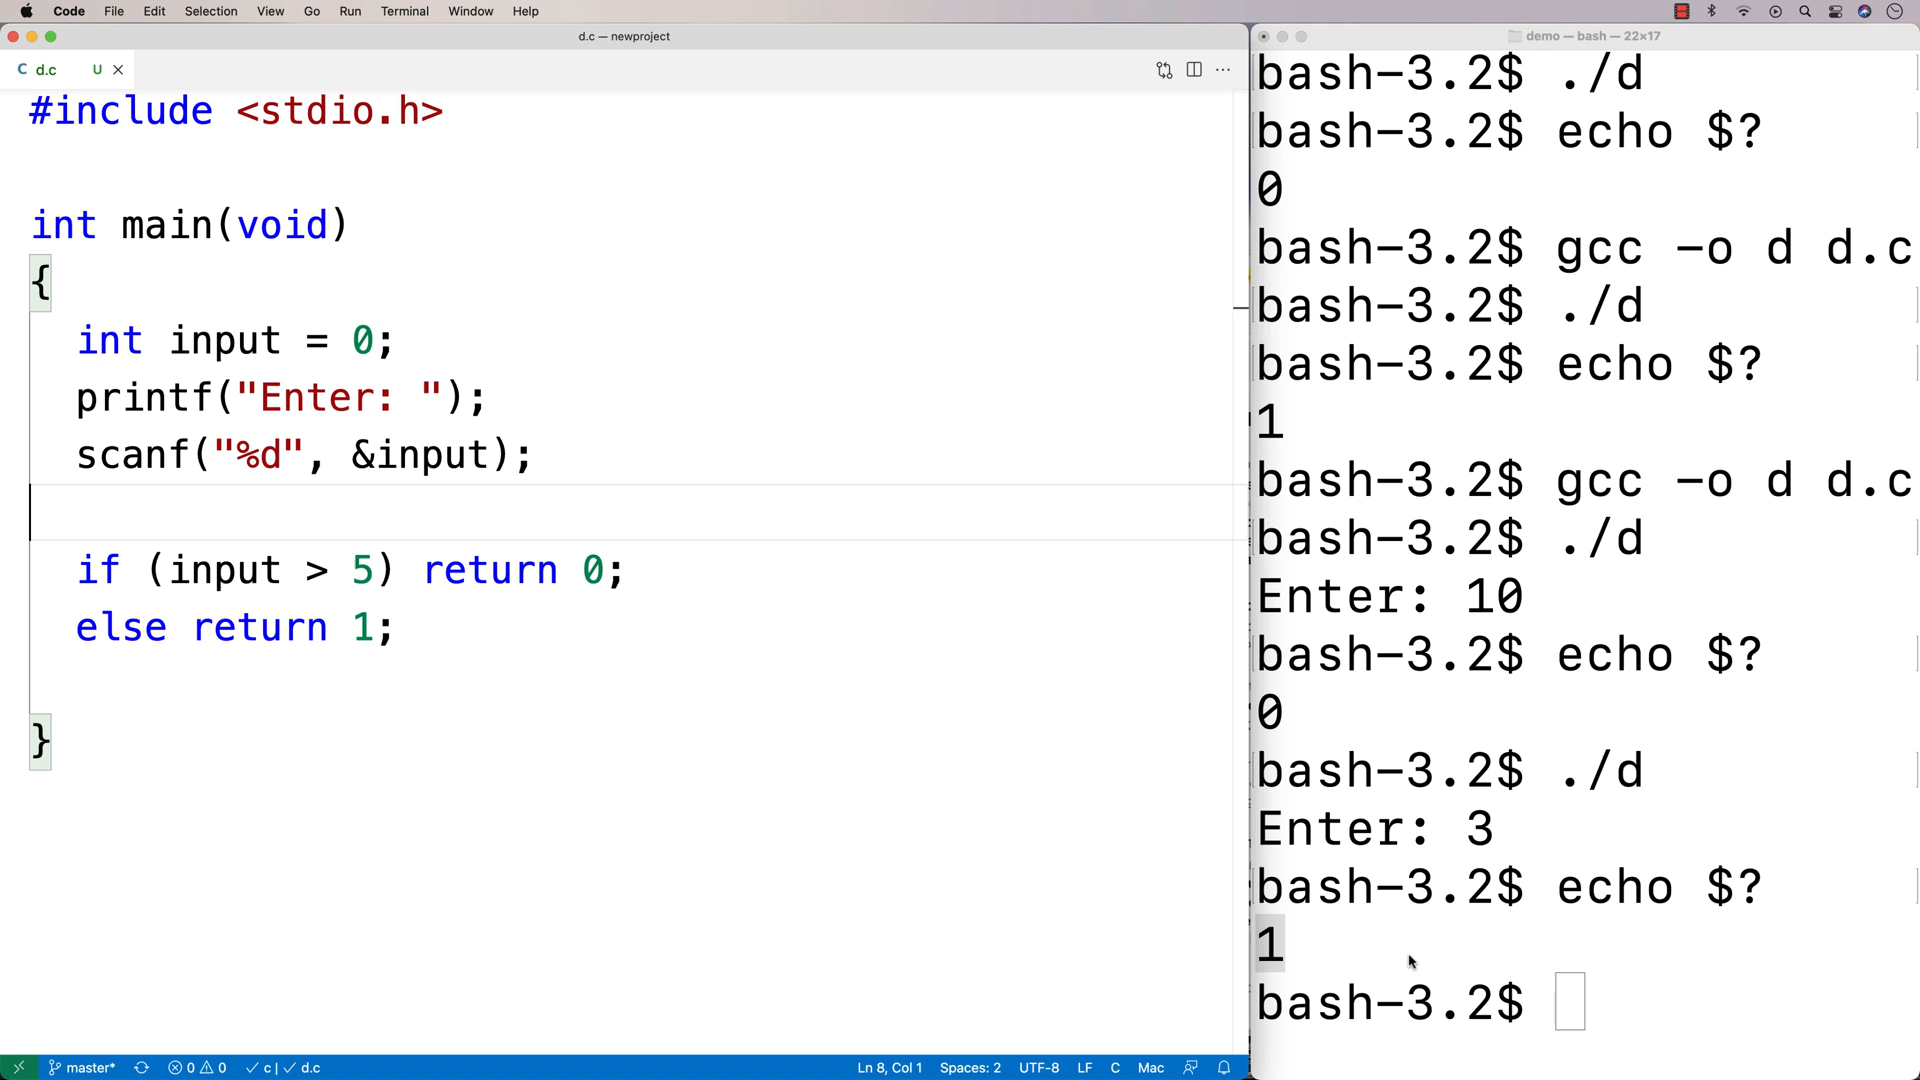 Code File Edit Selection View Go Run Terminal Window Help
d.c — newproject
C d.c U
#include <stdio.h>
int main(void)
{
int input = 0;
printf("Enter: ");
scanf("%d", &input);
if (input > 5) return 0;
else return 1;
}
master* 0 0 c | d.c Ln 8, Col 1 Spaces: 2 UTF-8 LF C Mac
demo — bash — 22×17
bash-3.2$ ./d
bash-3.2$ echo $?
0
bash-3.2$ gcc -o d d.c
bash-3.2$ ./d
bash-3.2$ echo $?
1
bash-3.2$ gcc -o d d.c
bash-3.2$ ./d
Enter: 10
bash-3.2$ echo $?
0
bash-3.2$ ./d
Enter: 3
bash-3.2$ echo $?
1
bash-3.2$